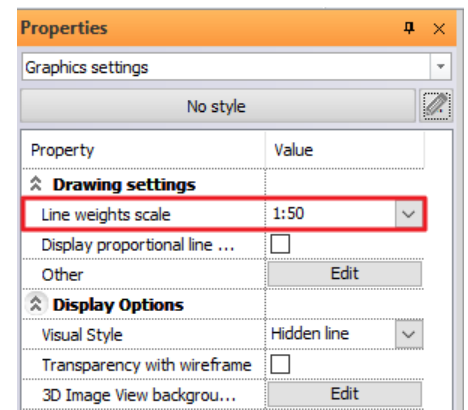 Properties
Graphics settings
No style
Property Value
Drawing settings
Line weights scale 1:50
Display proportional line ...
Other Edit
Display Options
Visual Style Hidden line
Transparency with wireframe
3D Image View backgrou... Edit